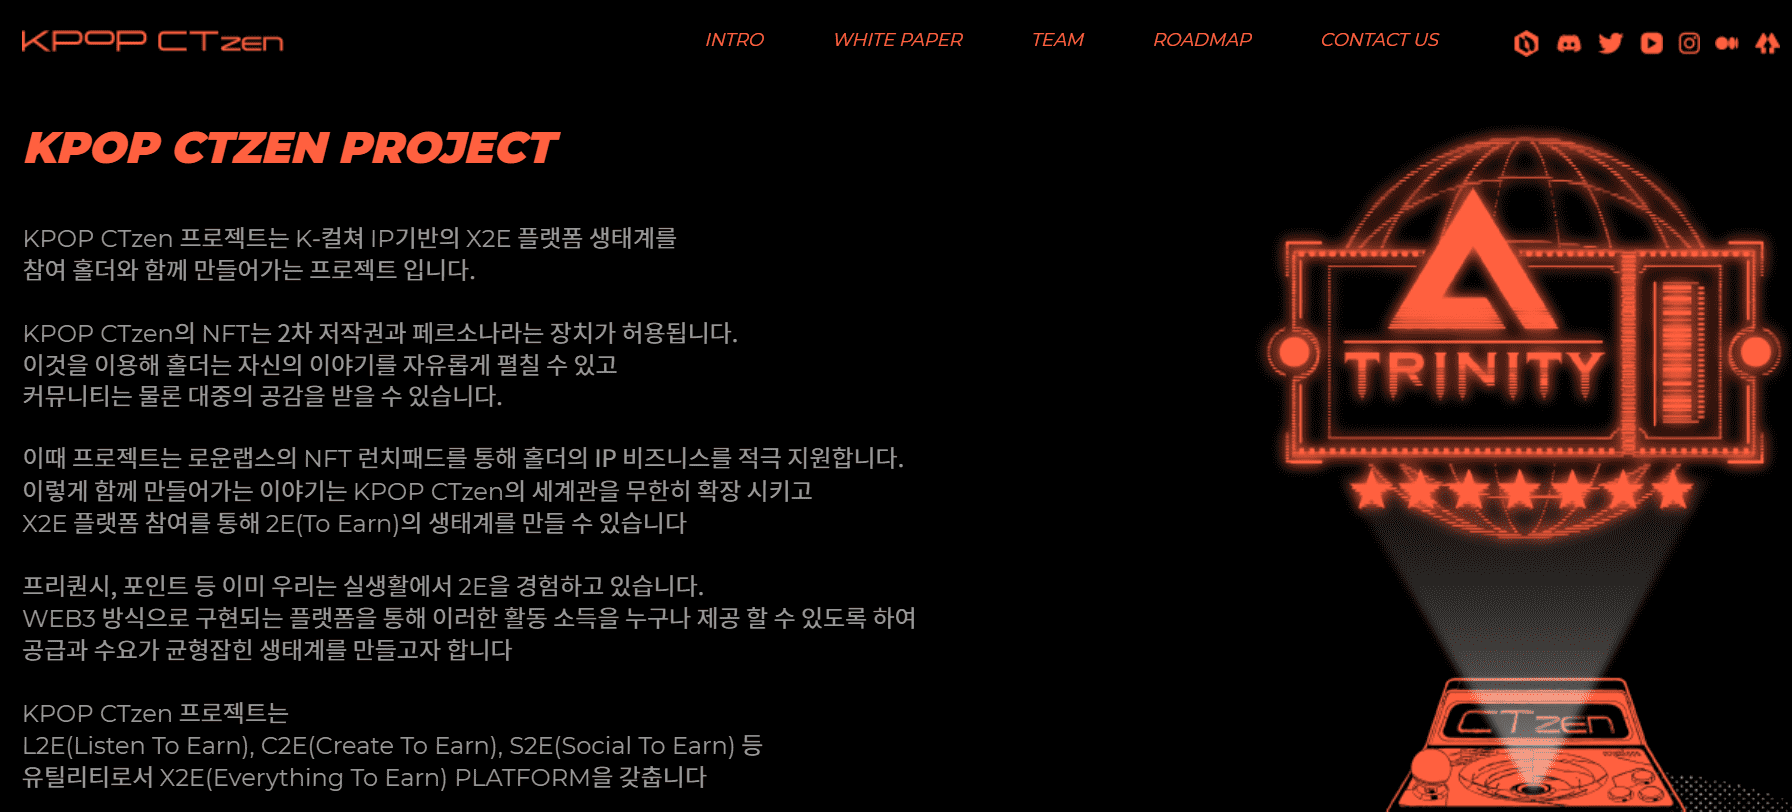 KPOP CTzen
INTRO WHITE PAPER TEAM ROADMAP CONTACT US
KPOP CTZEN PROJECT
KPOP CTzen 프로젝트는 K-컬쳐 IP기반의 X2E 플랫폼 생태계를
참여 홀더와 함께 만들어가는 프로젝트 입니다.
KPOP CTzen의 NFT는 2차 저작권과 페르소나라는 장치가 허용됩니다.
이것을 이용해 홀더는 자신의 이야기를 자유롭게 펼칠 수 있고
커뮤니티는 물론 대중의 공감을 받을 수 있습니다.
이때 프로젝트는 로운랩스의 NFT 런치패드를 통해 홀더의 IP 비즈니스를 적극 지원합니다.
이렇게 함께 만들어가는 이야기는 KPOP CTzen의 세계관을 무한히 확장 시키고
X2E 플랫폼 참여를 통해 2E(To Earn)의 생태계를 만들 수 있습니다
프리퀀시, 포인트 등 이미 우리는 실생활에서 2E을 경험하고 있습니다.
WEB3 방식으로 구현되는 플랫폼을 통해 이러한 활동 소득을 누구나 제공 할 수 있도록 하여
공급과 수요가 균형잡힌 생태계를 만들고자 합니다
KPOP CTzen 프로젝트는
L2E(Listen To Earn), C2E(Create To Earn), S2E(Social To Earn) 등
유틸리티로서 X2E(Everything To Earn) PLATFORM을 갖춥니다
TRINITY
CTzen